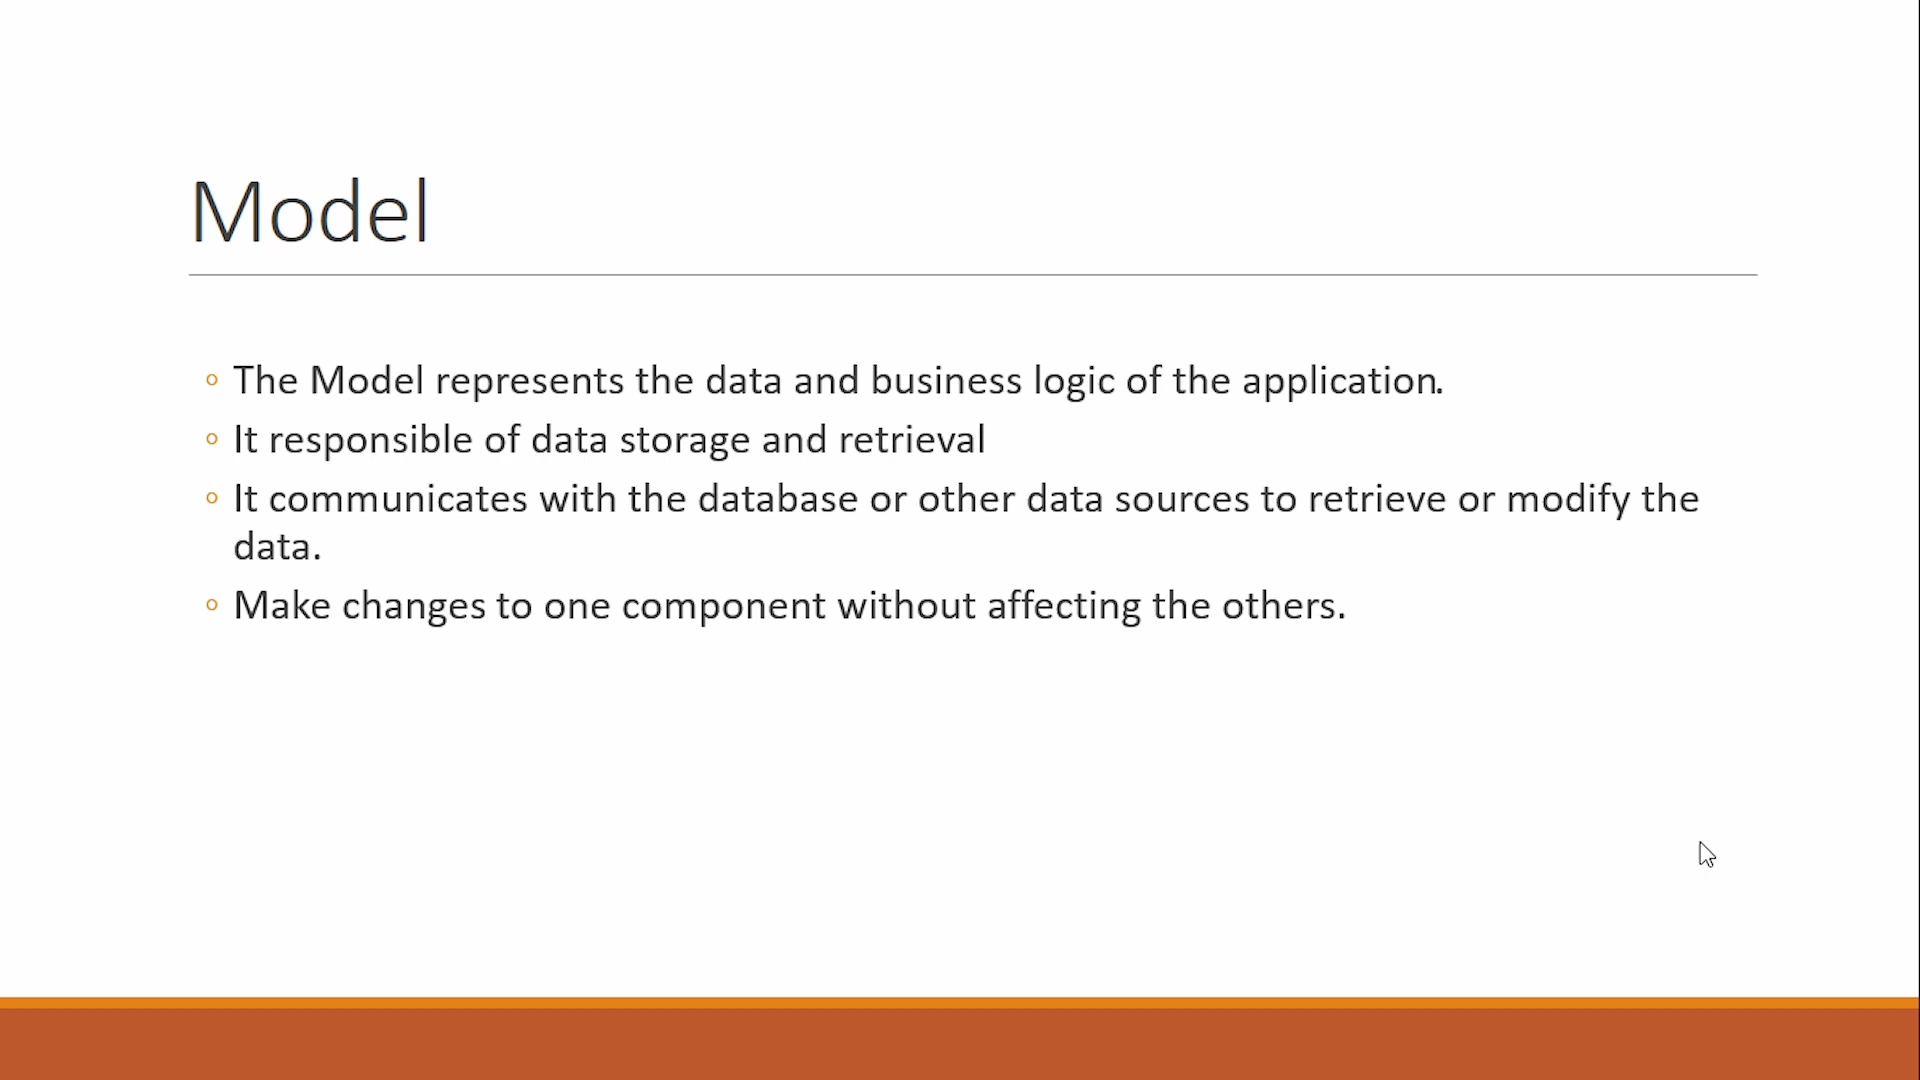 Model
◦ The Model represents the data and business logic of the application.
◦ It responsible of data storage and retrieval
◦ It communicates with the database or other data sources to retrieve or modify the
data.
◦ Make changes to one component without affecting the others.